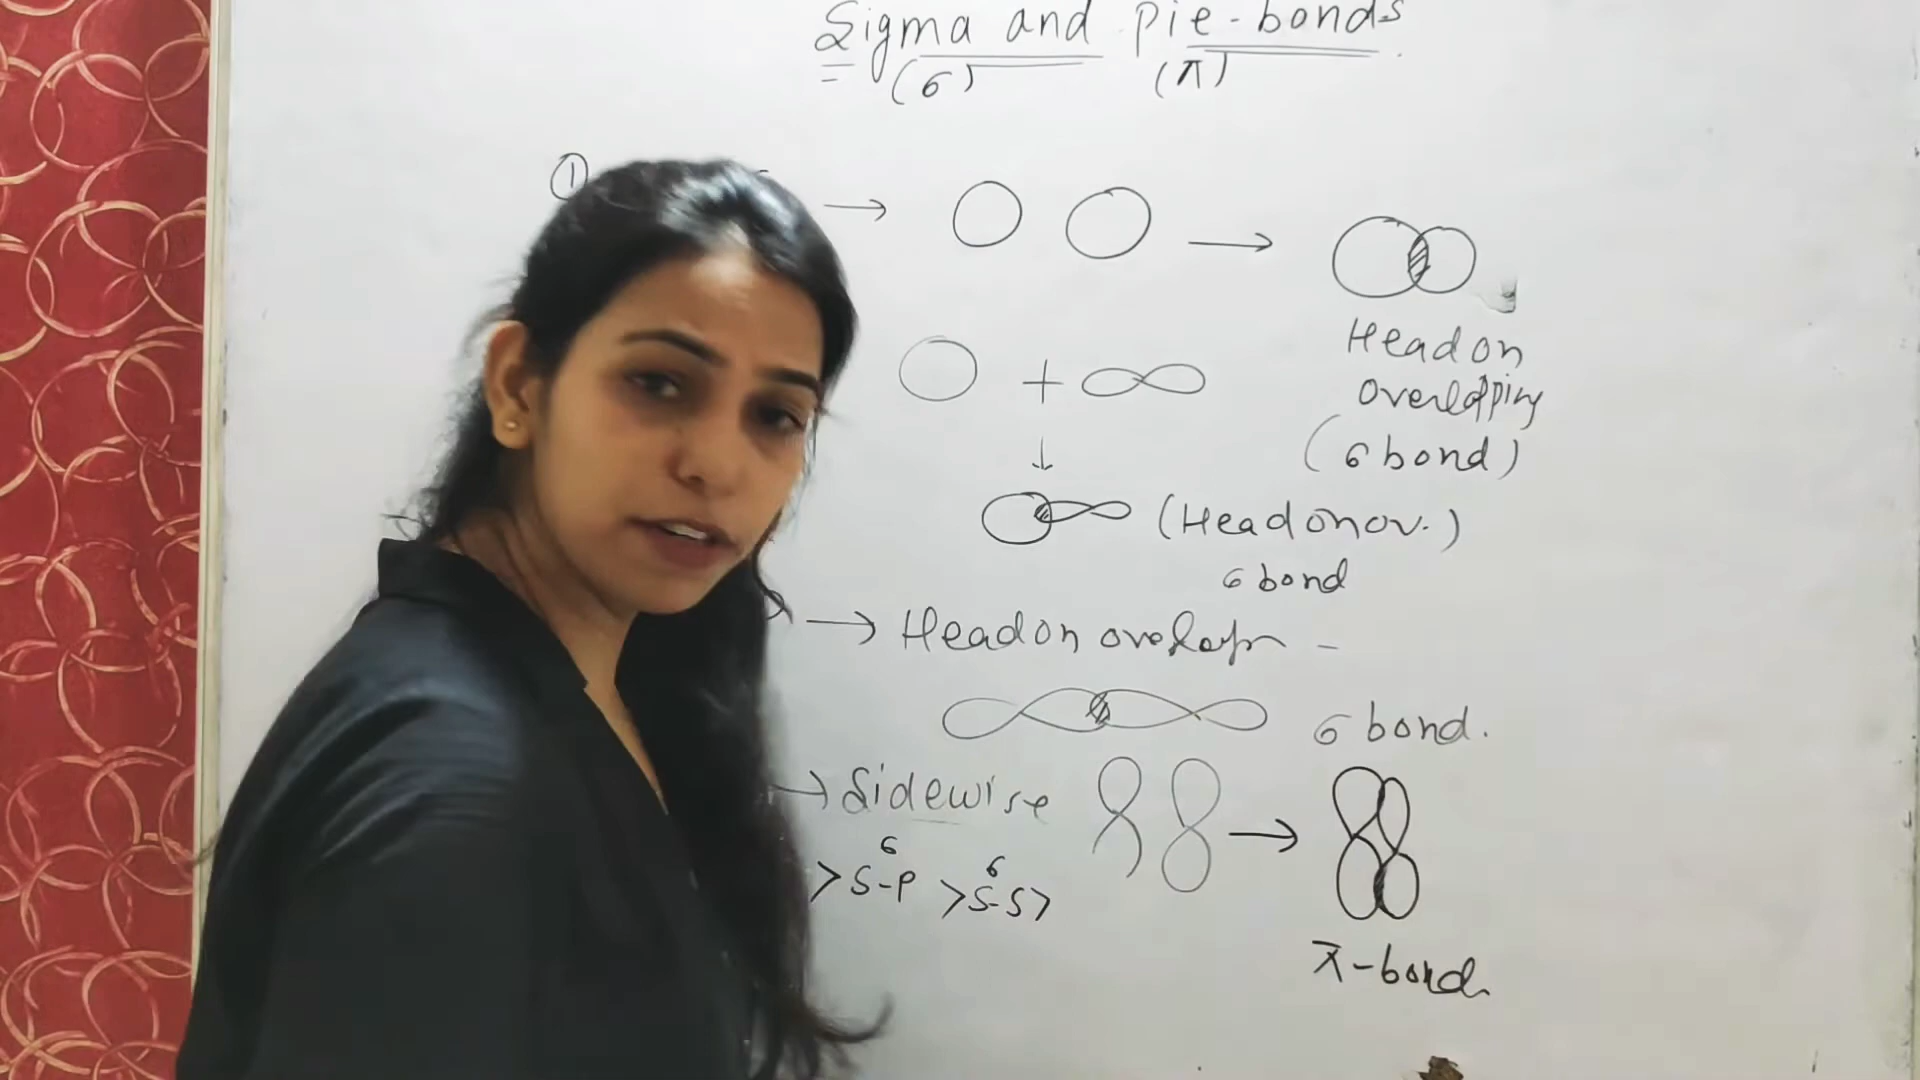 Sigma and Pie-bonds
(σ) (π)
①
→ →
Head on
overlapping
(σ bond)
+
↓
(Head on ov.)
σ bond
→ Head on overlap -
σ bond.
→ Sidewise →
σ σ
> S-P > S-S >
π-bond